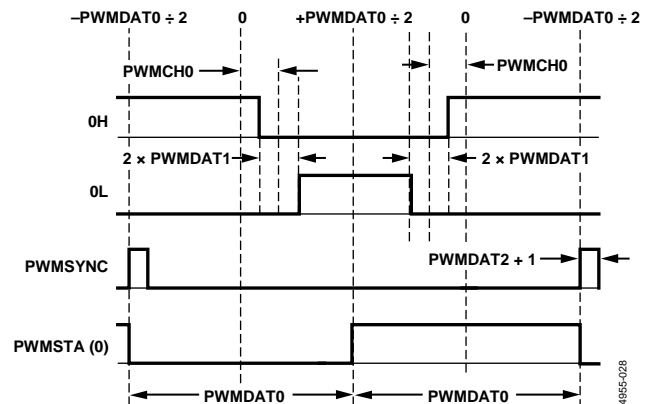 –PWMDAT0 ÷ 2 0 +PWMDAT0 ÷ 2 0 –PWMDAT0 ÷ 2
PWMCH0 PWMCH0
0H
2 × PWMDAT1 2 × PWMDAT1
0L
PWMSYNC PWMDAT2 + 1
PWMSTA (0)
PWMDAT0 PWMDAT0
4955-028